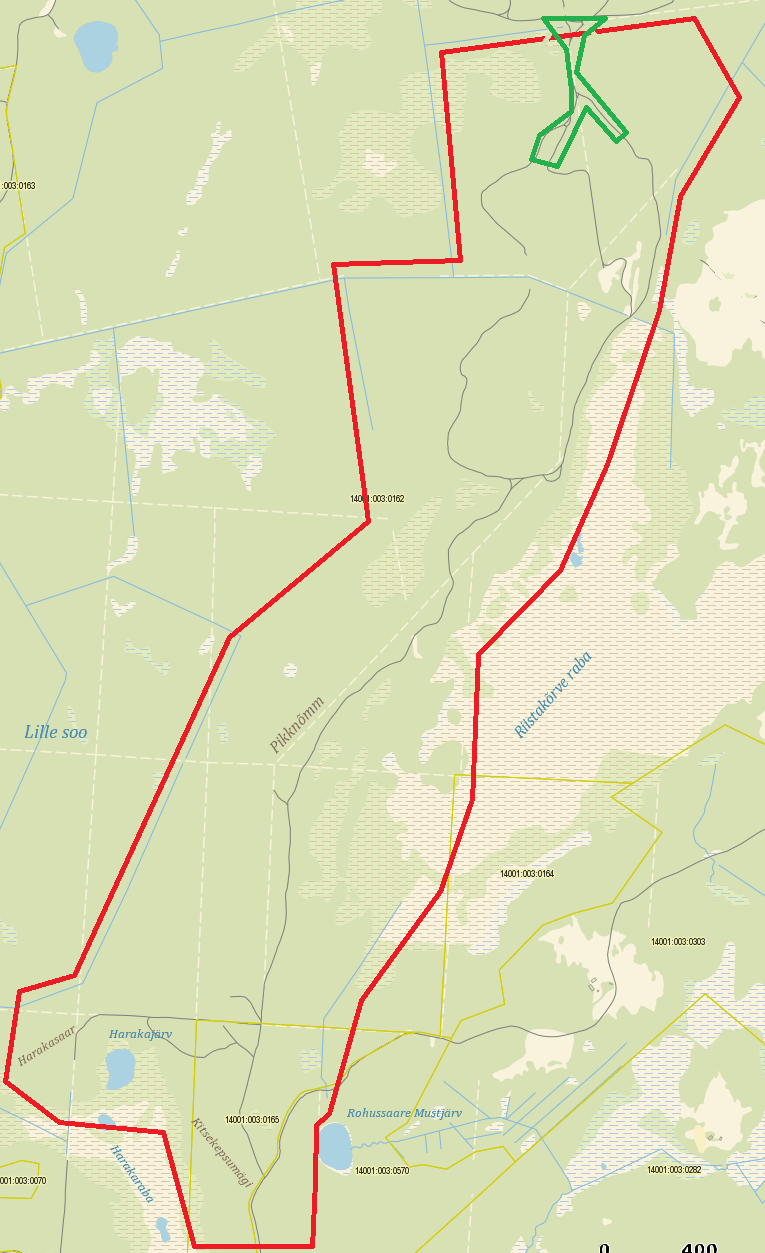 :003:0163
14001:003:0162
Riistakõrve raba
Pikknõmm
Lille soo
14001:003:0164
14001:003:0303
Harakajärv
Harakasaar
14001:003:0165
Rohussaare Mustjärv
Kitsekepsumägi
Harakaraba
14001:003:0570
14001:003:0282
001:003:0070
0 400